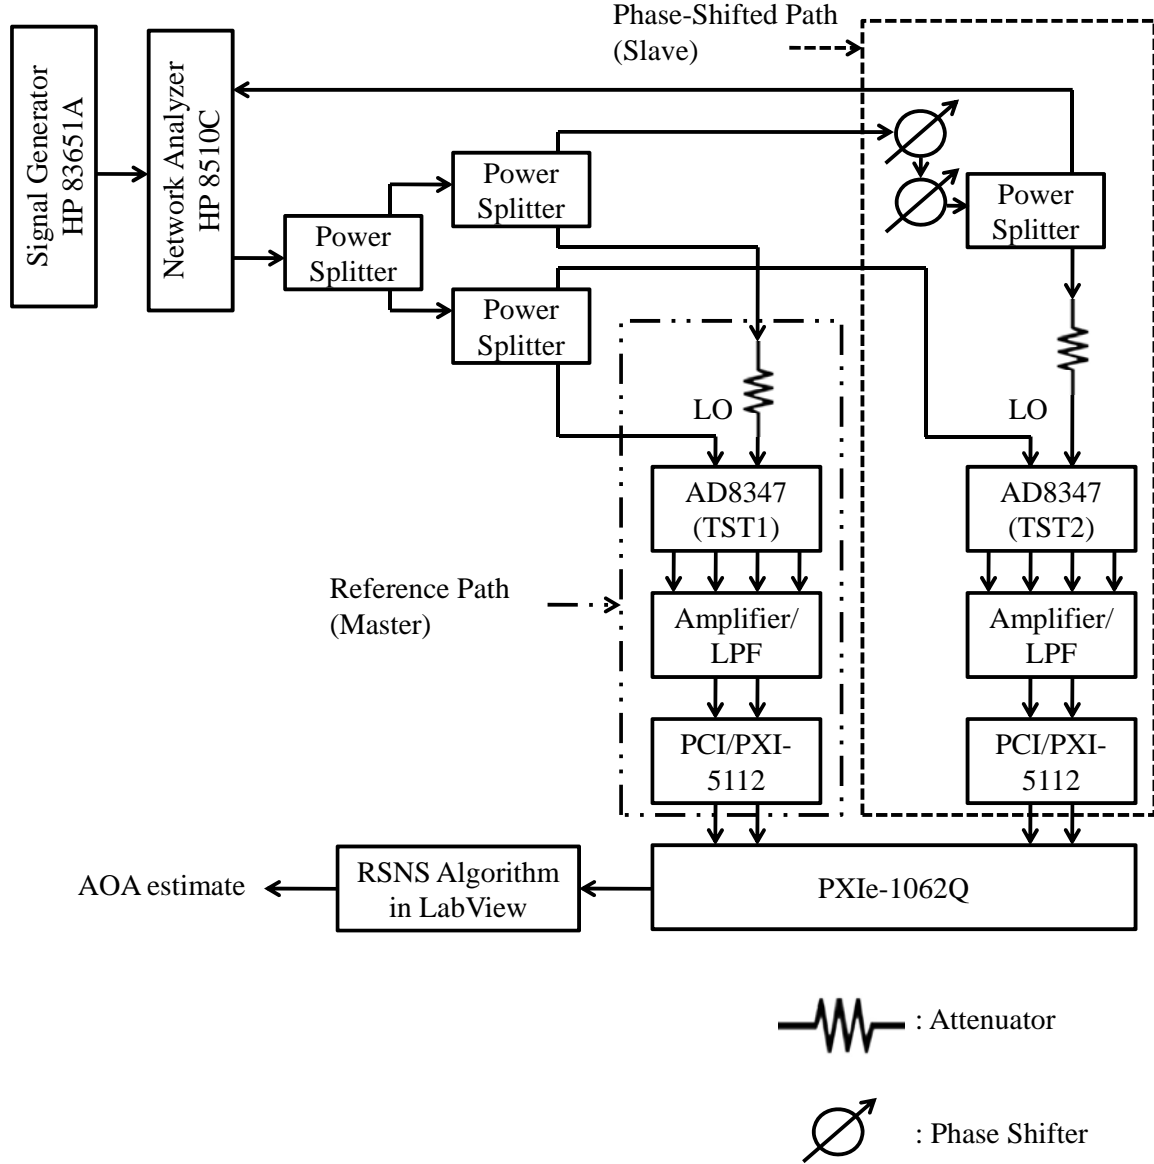 Phase-Shifted Path
(Slave)
Signal Generator
HP 83651A
Network Analyzer
HP 8510C
Power
Splitter
Power
Splitter
Power
Splitter
Power
Splitter
LO
LO
AD8347
(TST1)
AD8347
(TST2)
Reference Path
(Master)
Amplifier/
LPF
Amplifier/
LPF
PCI/PXI-
5112
PCI/PXI-
5112
AOA estimate
RSNS Algorithm
in LabView
PXIe-1062Q
: Attenuator
: Phase Shifter